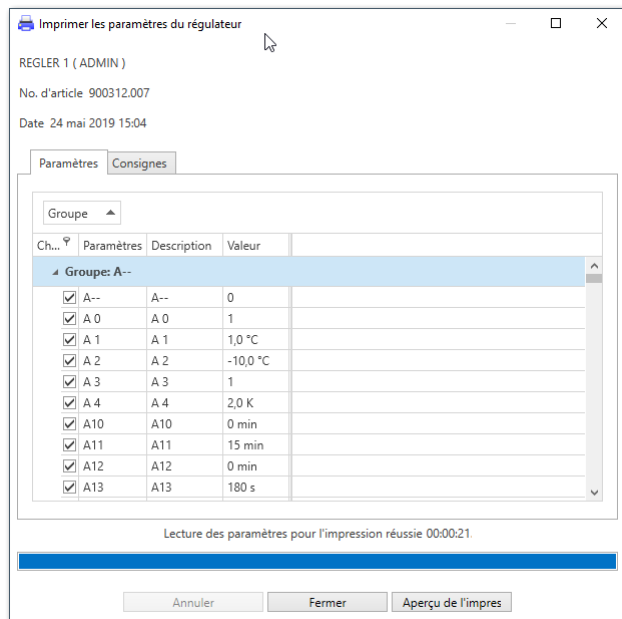 Imprimer les paramètres du régulateur
REGLER 1 ( ADMIN )
No. d'article 900312.007
Date 24 mai 2019 15:04
Paramètres Consignes
Groupe
Ch... Paramètres Description Valeur
Groupe: A--
A-- A-- 0
A 0 A 0 1
A 1 A 1 1,0 °C
A 2 A 2 -10,0 °C
A 3 A 3 1
A 4 A 4 2,0 K
A10 A10 0 min
A11 A11 15 min
A12 A12 0 min
A13 A13 180 s
Lecture des paramètres pour l'impression réussie 00:00:21.
Annuler Fermer Aperçu de l'impres